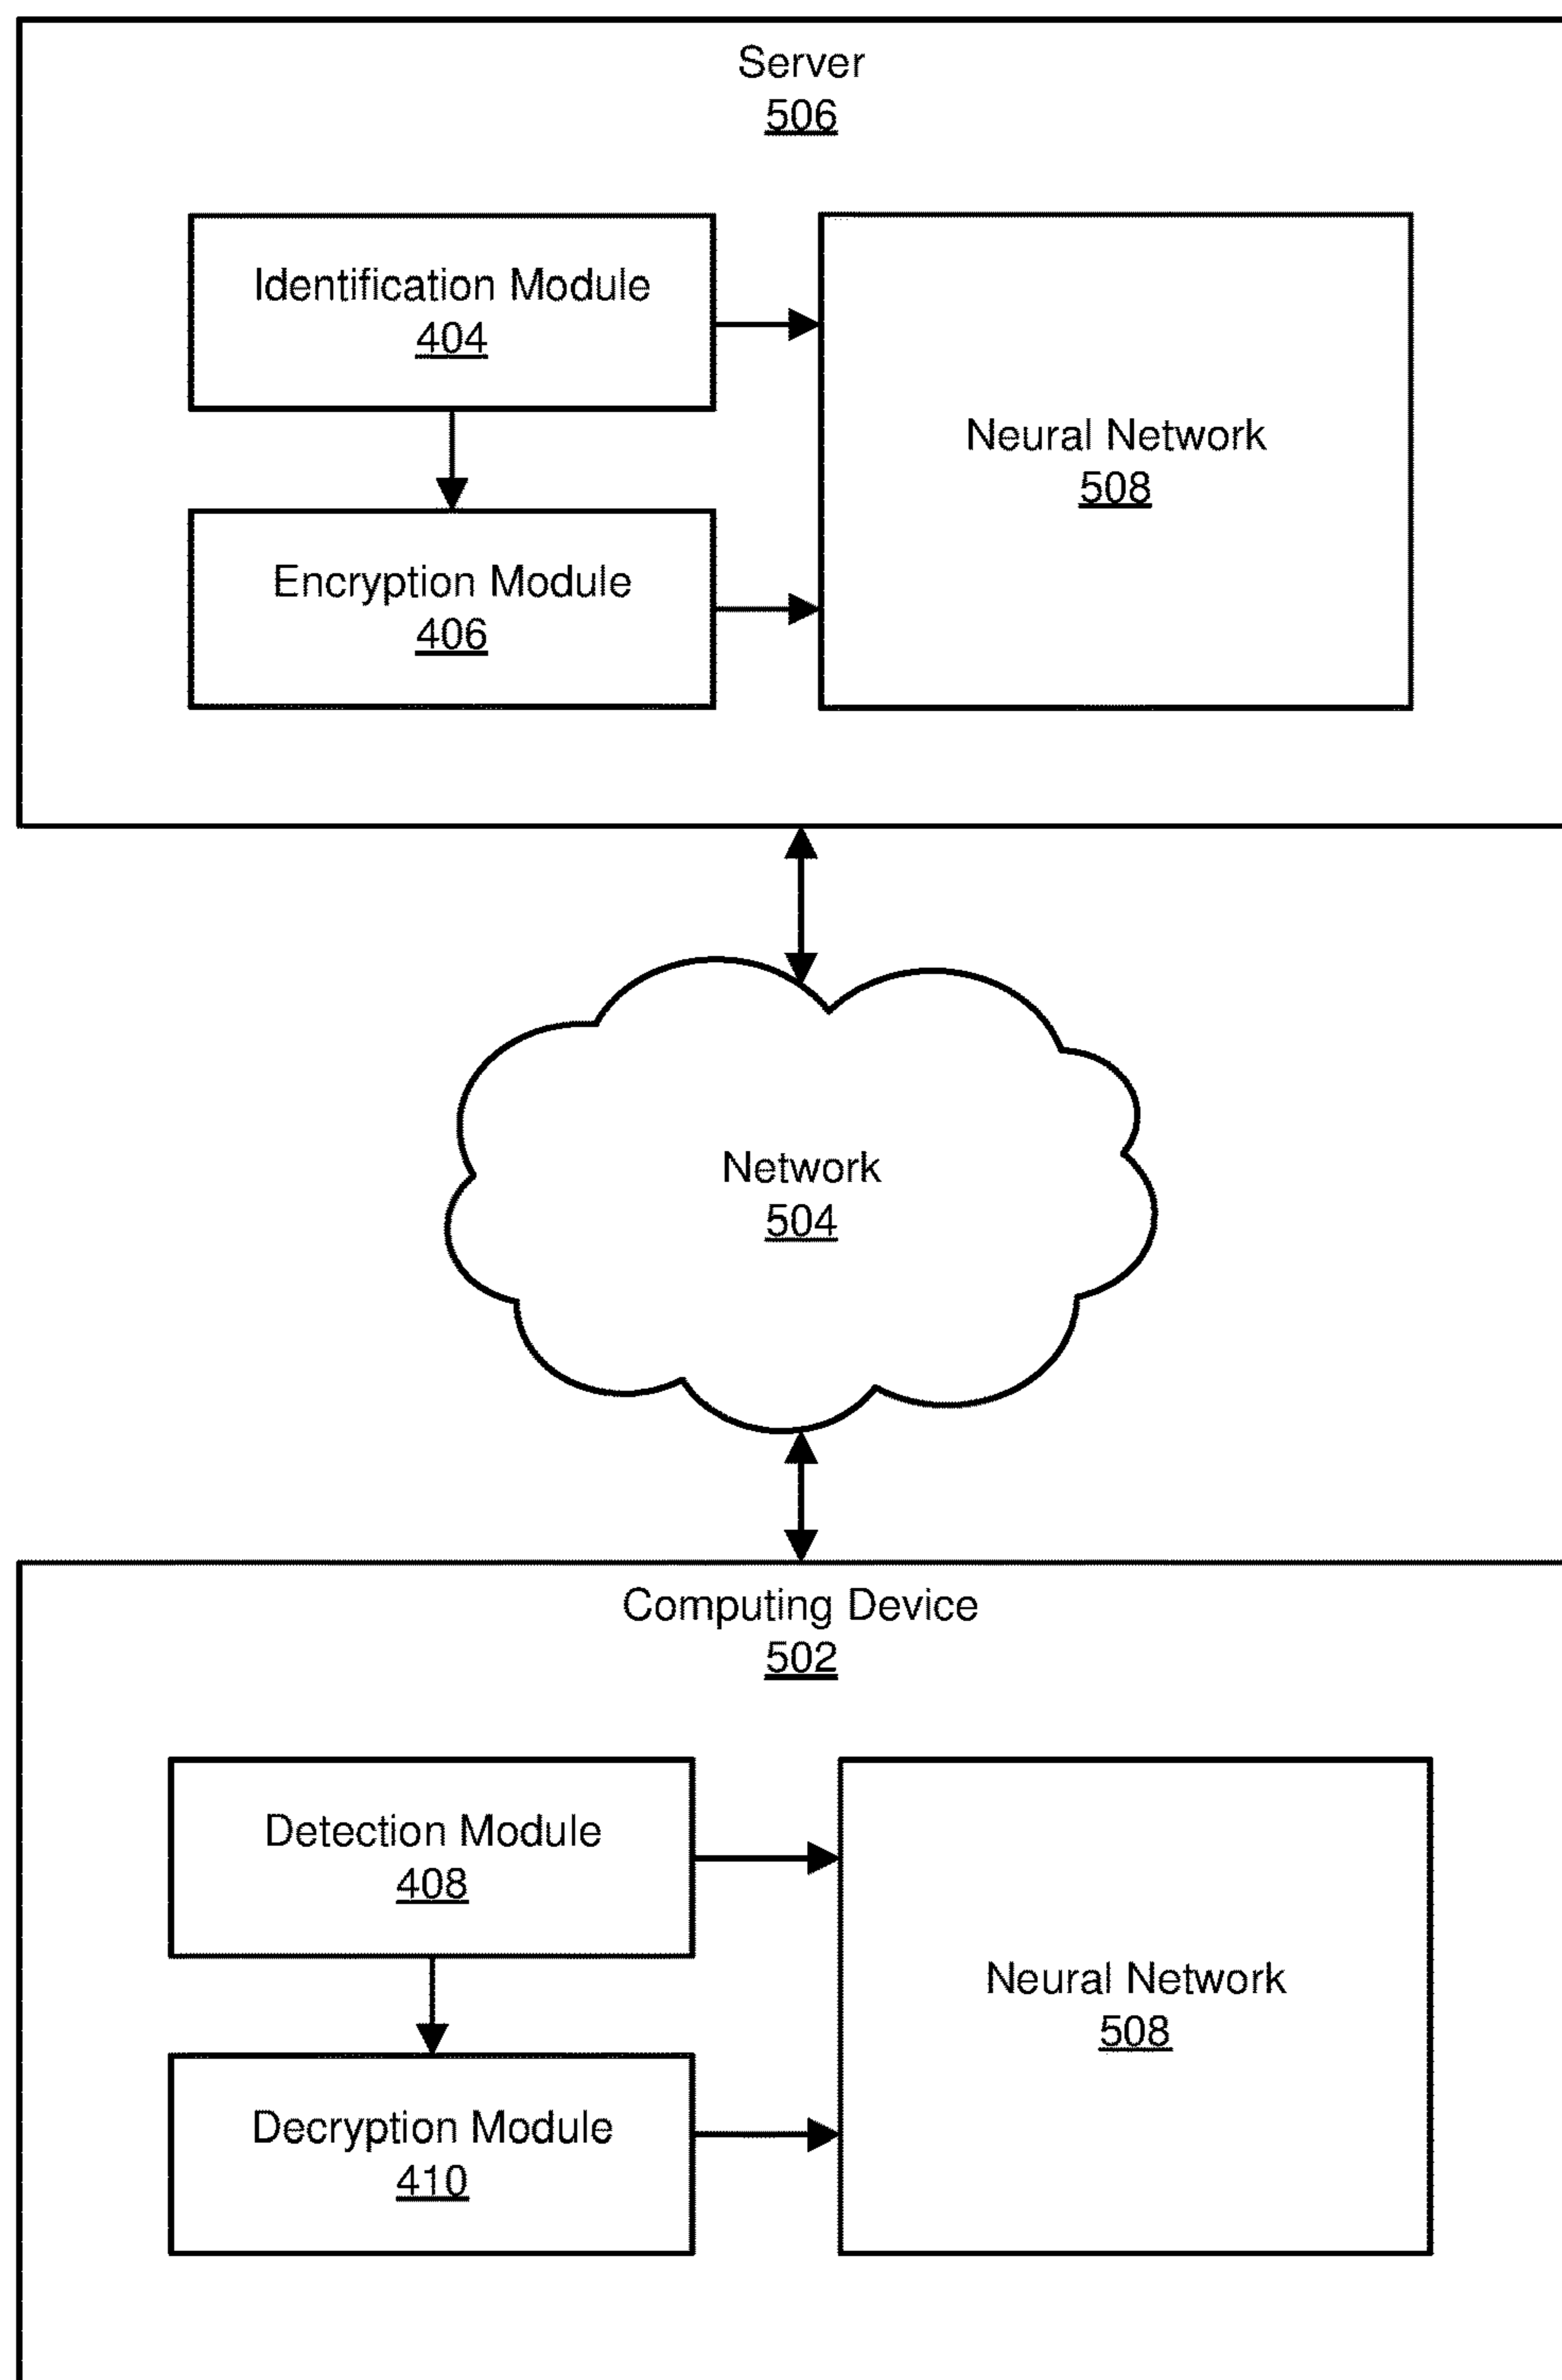 Server
506
Identification Module
404
Neural Network
508
Encryption Module
406
Network
504
Computing Device
502
Detection Module
408
Neural Network
508
Decryption Module
410